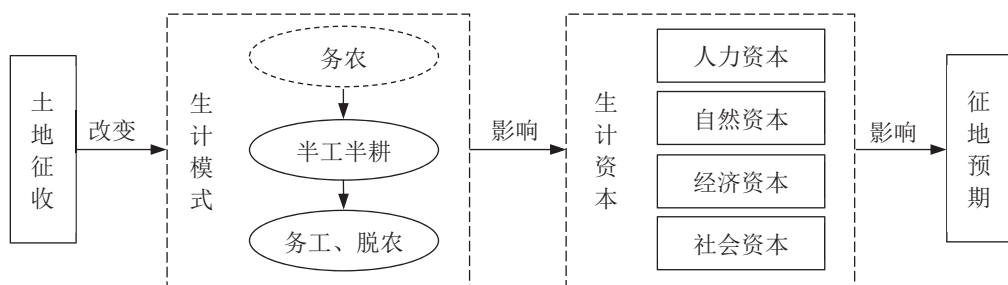 土地征收
改变
生计模式
务农
半工半耕
务工、脱农
影响
生计资本
人力资本
自然资本
经济资本
社会资本
影响
征地预期